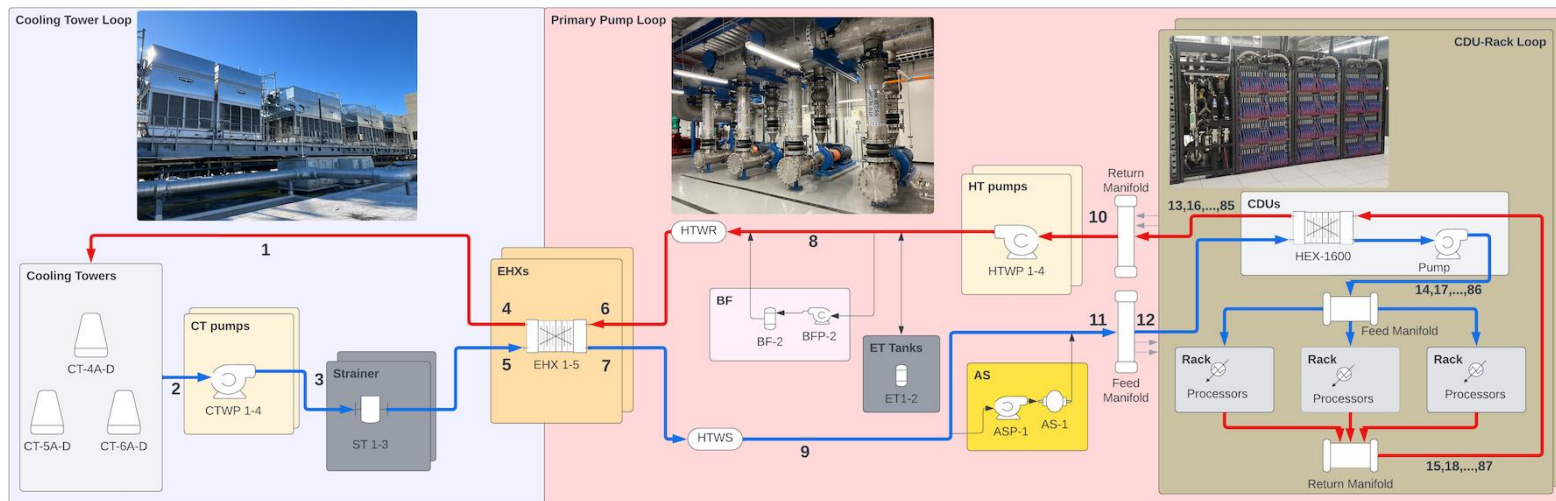 Cooling Tower Loop
Primary Pump Loop
CDU-Rack Loop
Return
Manifold
HT pumps
10
HTWP 1-4
13,16,...,85
CDUs
HEX-1600
Pump
14,17,...,86
Feed Manifold
Rack
Processors
Rack
Processors
Rack
Processors
15,18,...,87
Return Manifold
1
HTWR
8
Cooling Towers
CT-4A-D
CT-5A-D
CT-6A-D
2
CT pumps
CTWP 1-4
3
Strainer
ST 1-3
EHXs
4
6
5
EHX 1-5
7
BF
BF-2
BFP-2
ET Tanks
ET1-2
HTWS
9
AS
ASP-1
AS-1
11
12
Feed
Manifold